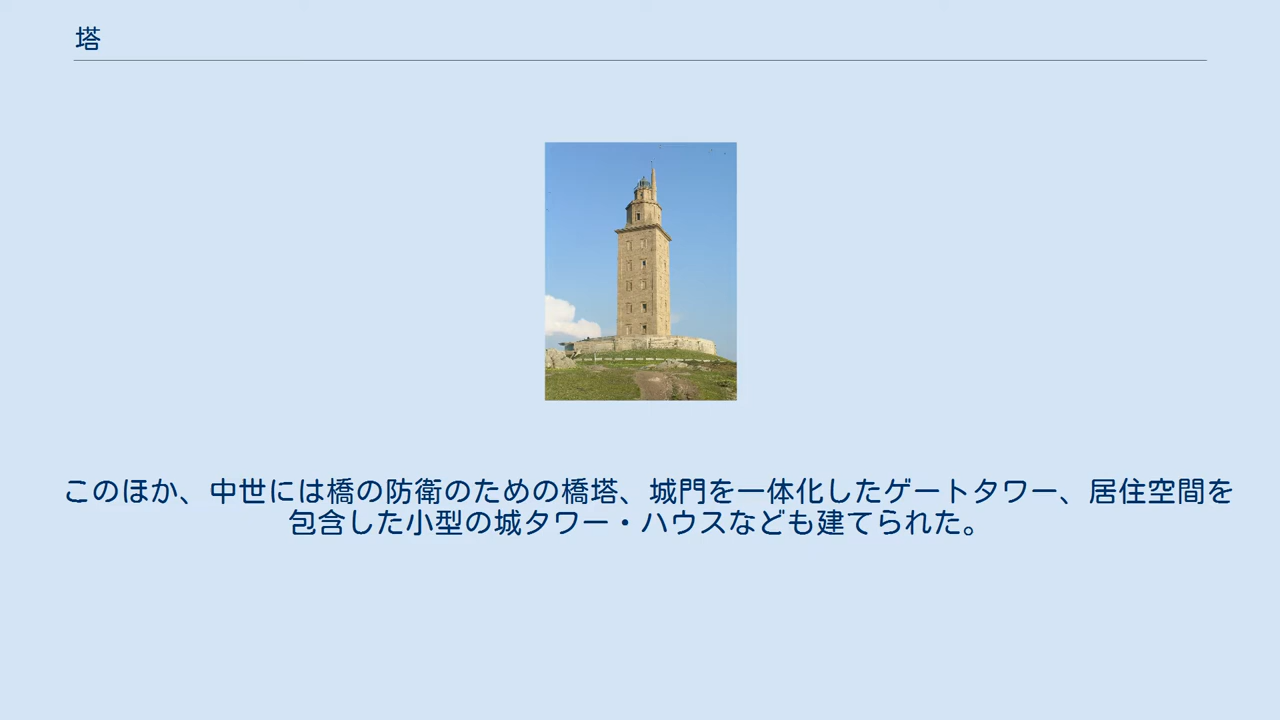 塔
このほか、中世には橋の防衛のための橋塔、城門を一体化したゲートタワー、居住空間を
包含した小型の城タワー・ハウスなども建てられた。